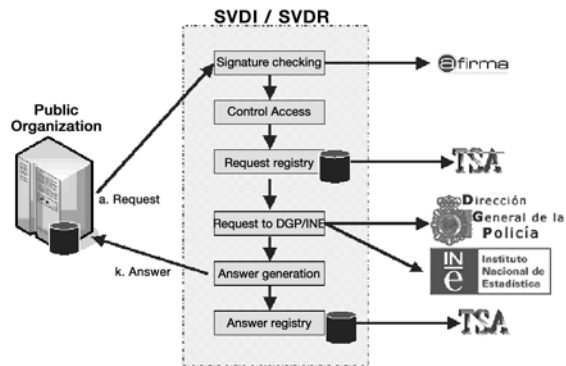 SVDI / SVDR
Signature checking
@firma
Control Access
Public
Organization
Request registry
TSA
a. Request
Dirección
General de la
Policía
Request to DGP/INE
k. Answer
Answer generation
INe
Instituto
Nacional de
Estadística
Answer registry
TSA